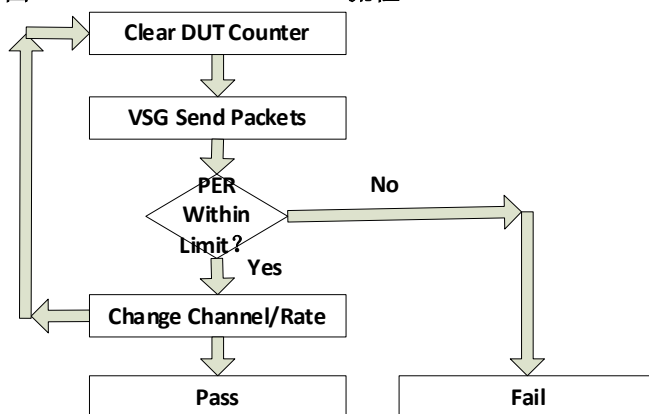 Clear DUT Counter
VSG Send Packets
PER
Within
Limit？
No
Yes
Change Channel/Rate
Pass
Fail